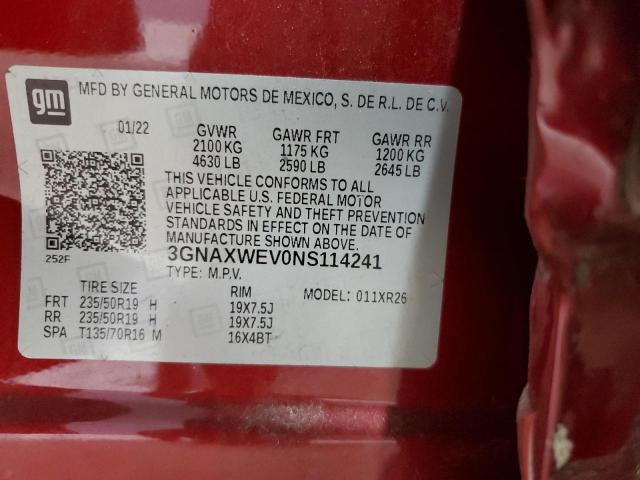 gm
MFD BY GENERAL MOTORS DE MEXICO, S. DE R.L. DE C.V.
01/22 GVWR GAWR FRT GAWR RR
2100 KG 1175 KG 1200 KG
4630 LB 2590 LB 2645 LB
THIS VEHICLE CONFORMS TO ALL
APPLICABLE U.S. FEDERAL MOTOR
VEHICLE SAFETY AND THEFT PREVENTION
STANDARDS IN EFFECT ON THE DATE OF
MANUFACTURE SHOWN ABOVE.
252F
3GNAXWEV0NS114241
TYPE: M.P.V.
TIRE SIZE RIM MODEL: 011XR26
FRT 235/50R19 H 19X7.5J
RR 235/50R19 H 19X7.5J
SPA T135/70R16 M 16X4BT